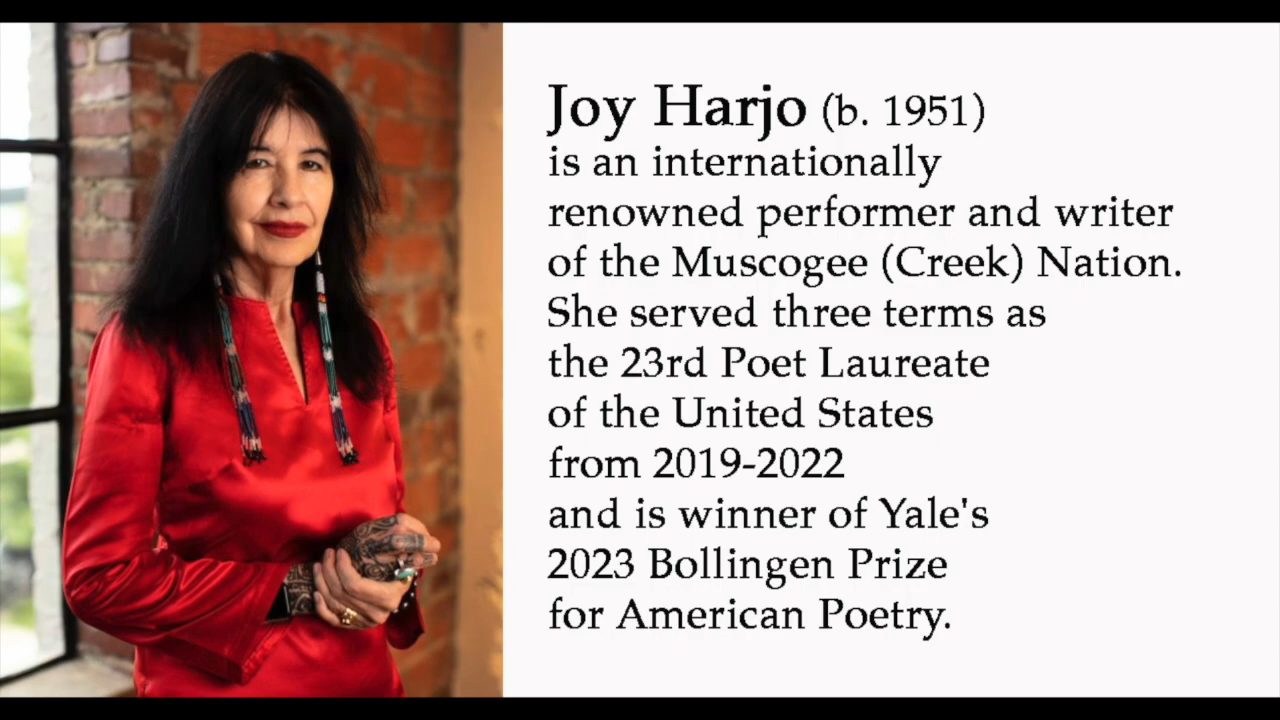 Joy Harjo (b. 1951)
is an internationally
renowned performer and writer
of the Muscogee (Creek) Nation.
She served three terms as
the 23rd Poet Laureate
of the United States
from 2019-2022
and is winner of Yale's
2023 Bollingen Prize
for American Poetry.